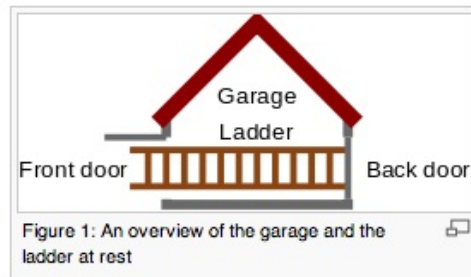 Garage
Ladder
Front door
Back door
Figure 1: An overview of the garage and the
ladder at rest